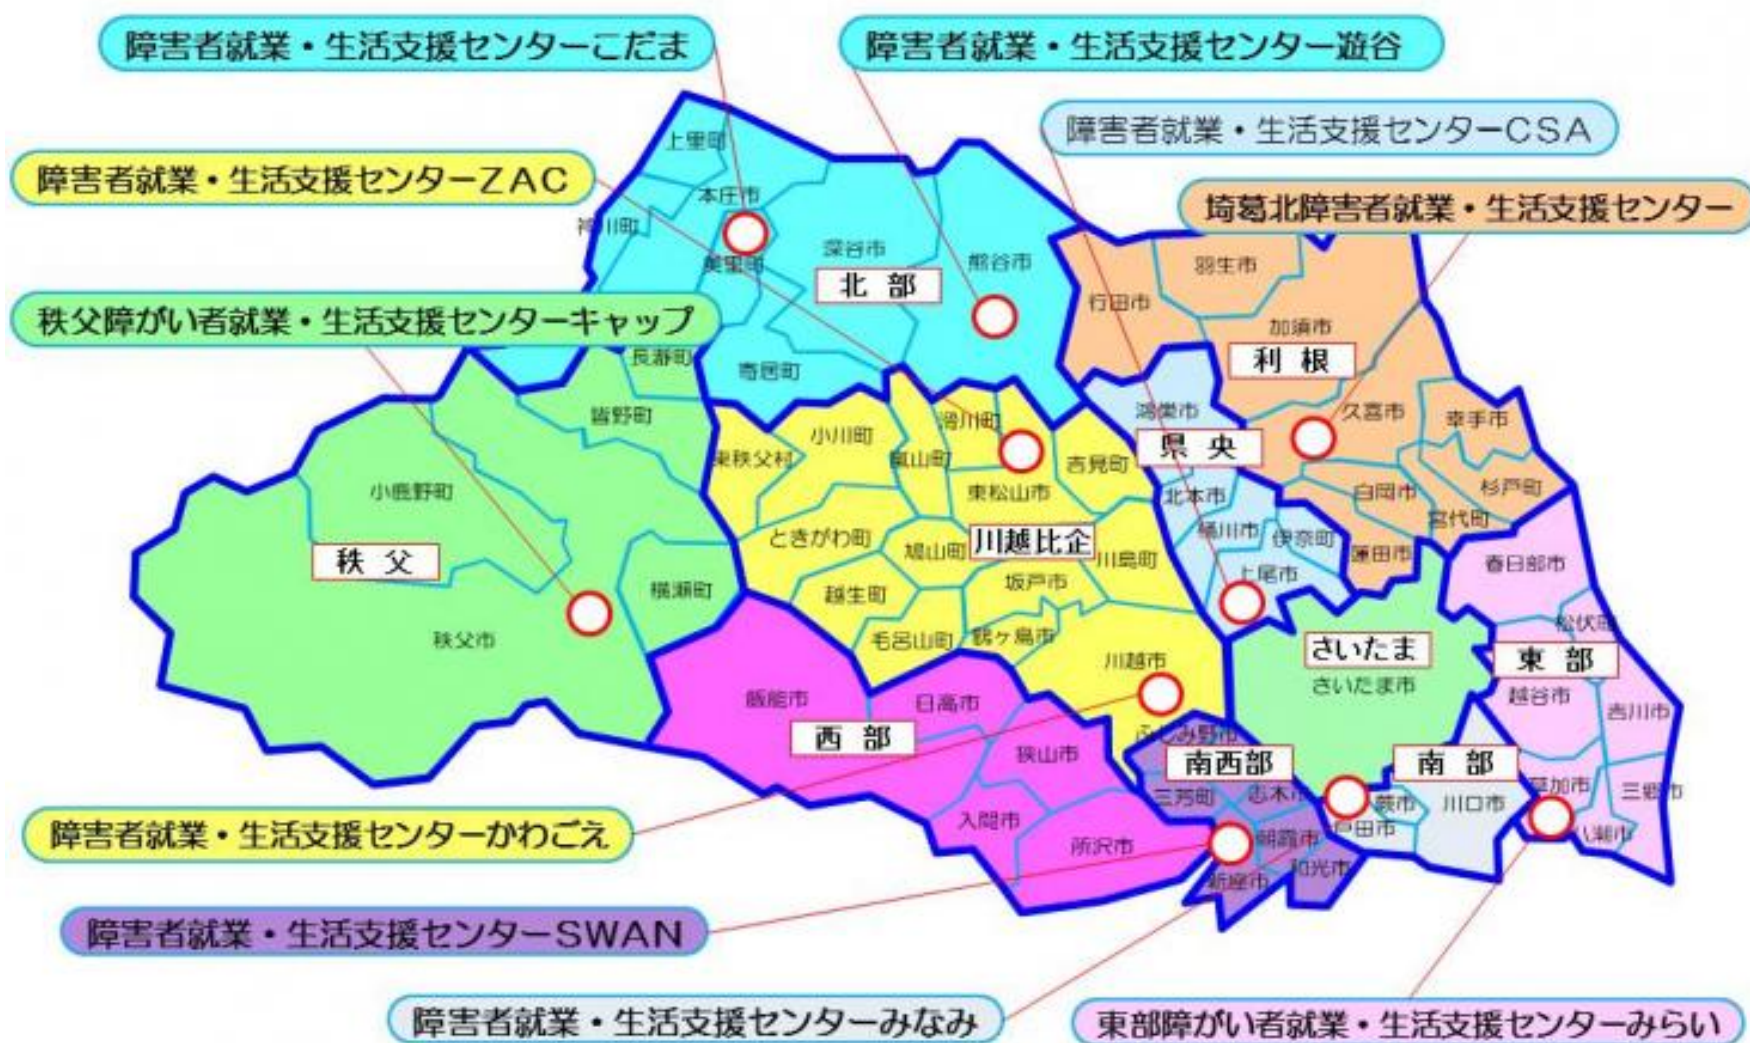 障害者就業・生活支援センターこだま
障害者就業・生活支援センター遊谷
障害者就業・生活支援センターCSA
障害者就業・生活支援センターZAC
埼葛北障害者就業・生活支援センター
秩父障がい者就業・生活支援センターキャップ
上里町
本庄市
神川町
美里町
深谷市
熊谷市
北部
寄居町
長瀞町
皆野町
小鹿野町
秩父
秩父市
横瀬町
行田市
羽生市
加須市
利根
久喜市
幸手市
白岡市
杉戸町
宮代町
蓮田市
鴻巣市
県央
北本市
桶川市
伊奈町
上尾市
東秩父村
小川町
嵐山町
滑川町
東松山市
吉見町
ときがわ町
鳩山町
川越比企
川島町
越生町
坂戸市
毛呂山町
鶴ヶ島市
川越市
さいたま
さいたま市
春日部市
松伏町
東部
越谷市
吉川市
草加市
三郷市
八潮市
飯能市
日高市
西部
狭山市
入間市
所沢市
ふじみ野市
南西部
三芳町
志木市
朝霞市
新座市
和光市
南部
蕨市
川口市
戸田市
障害者就業・生活支援センターかわごえ
障害者就業・生活支援センターSWAN
障害者就業・生活支援センターみなみ
東部障がい者就業・生活支援センターみらい